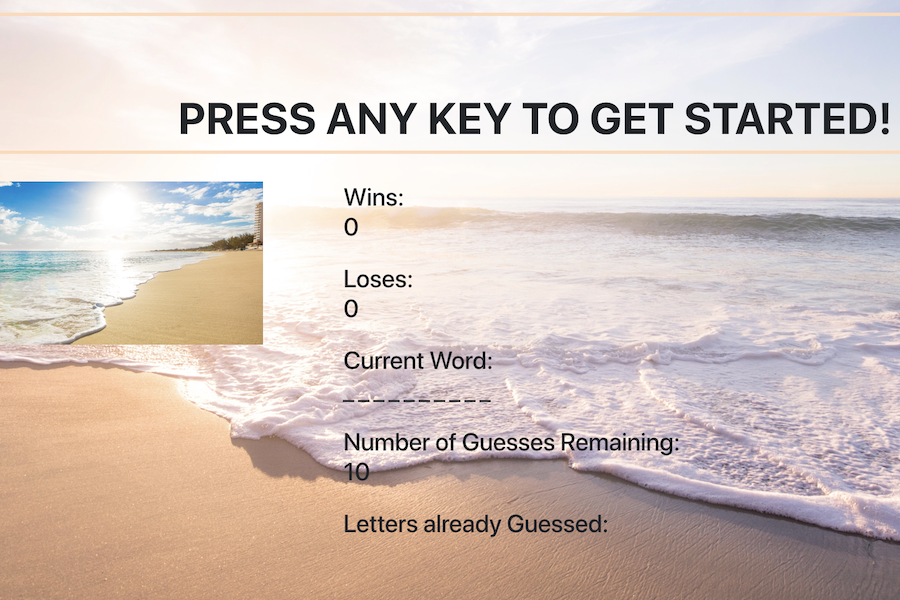 PRESS ANY KEY TO GET STARTED!
Wins:
0
Loses:
0
Current Word:
_ _ _ _ _ _ _ _ _ _
Number of Guesses Remaining:
10
Letters already Guessed: